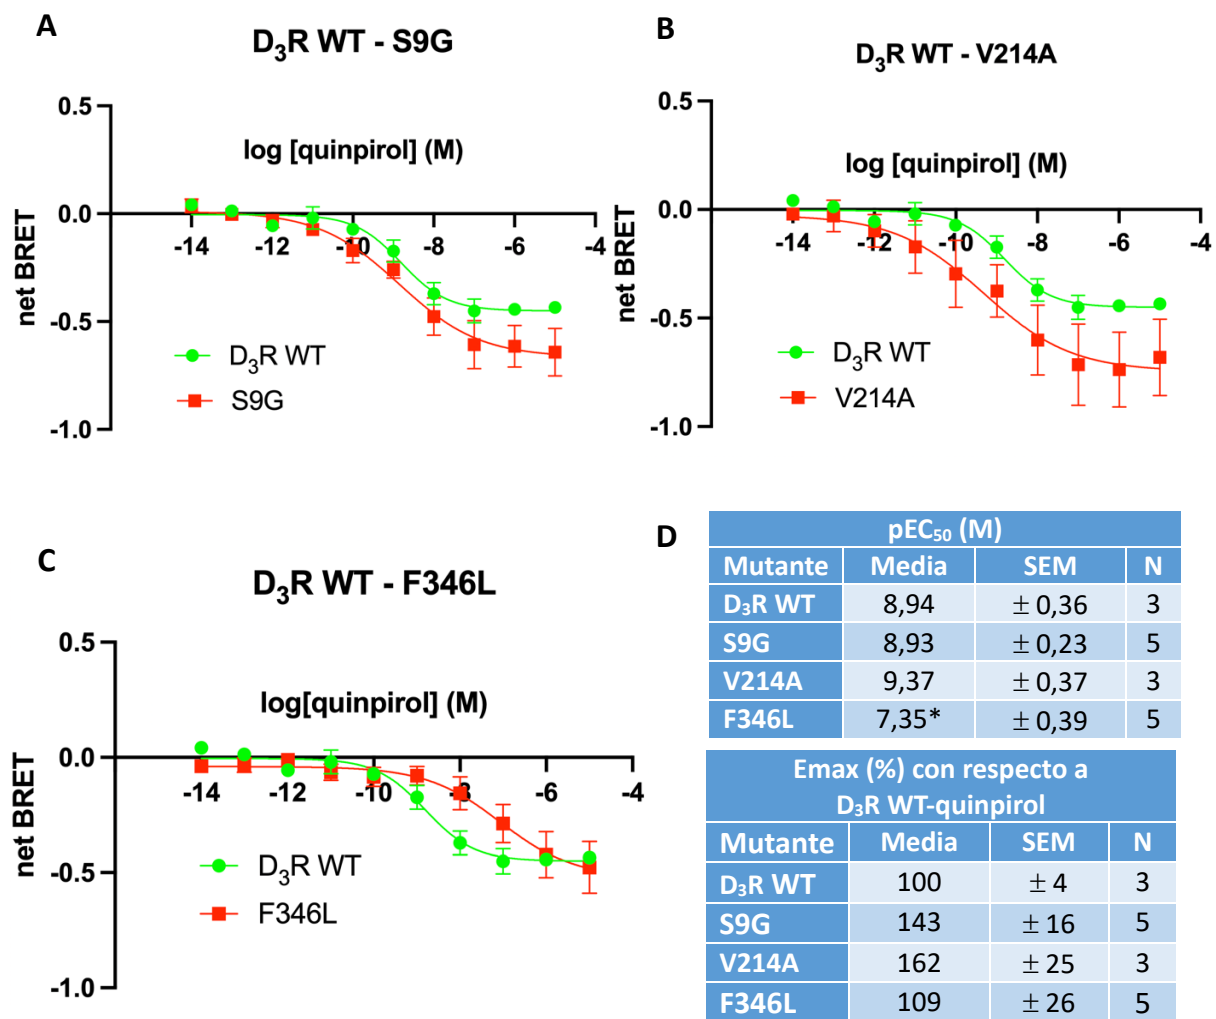 A
D₃R WT - S9G
0.5
log [quinpirol] (M)
0.0
-14 -12 -10 -8 -6 -4
net BRET
-0.5
D₃R WT
S9G
-1.0
B
D₃R WT - V214A
0.5
log [quinpirol] (M)
0.0
-14 -12 -10 -8 -6 -4
net BRET
-0.5
D₃R WT
V214A
-1.0
C
D₃R WT - F346L
0.5
log[quinpirol] (M)
0.0
-14 -12 -10 -8 -6 -4
net BRET
-0.5
D₃R WT
F346L
-1.0
D
pEC₅₀ (M)
Mutante Media SEM N
D₃R WT 8,94 ± 0,36 3
S9G 8,93 ± 0,23 5
V214A 9,37 ± 0,37 3
F346L 7,35* ± 0,39 5
Emax (%) con respecto a
D₃R WT-quinpirol
Mutante Media SEM N
D₃R WT 100 ± 4 3
S9G 143 ± 16 5
V214A 162 ± 25 3
F346L 109 ± 26 5